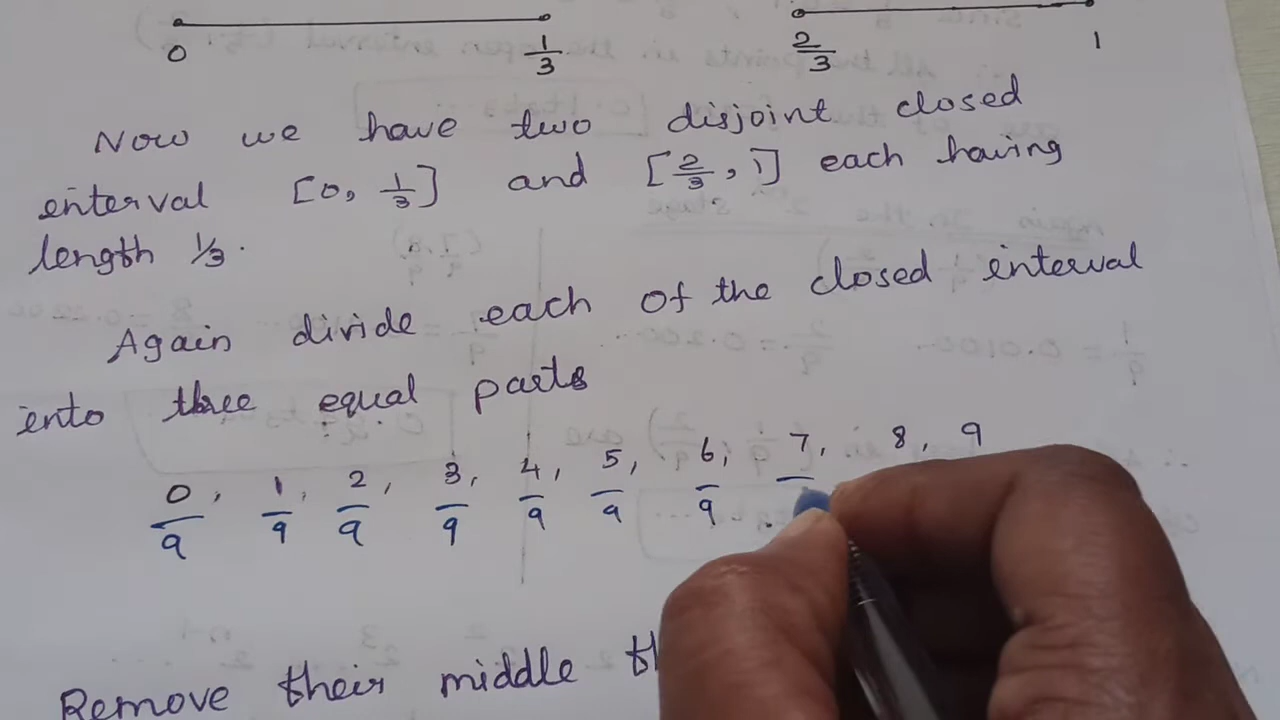 0 1/3 2/3 1
Now we have two disjoint closed
interval [0, 1/3] and [2/3, 1] each having
length 1/3.
Again divide each of the closed interval
into three equal parts
0/9, 1/9, 2/9, 3/9, 4/9, 5/9, 6/9, 7, 8, 9
Remove their middle